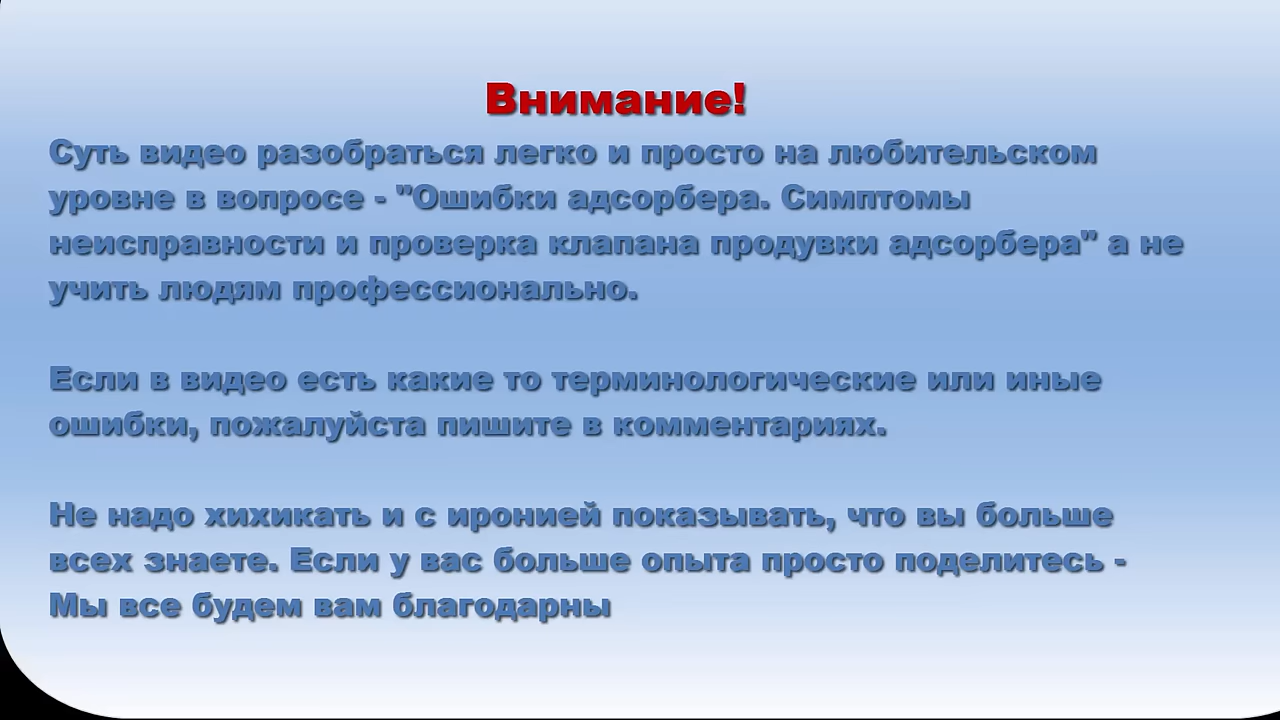 Внимание!
Суть видео разобраться легко и просто на любительском
уровне в вопросе - "Ошибки адсорбера. Симптомы
неисправности и проверка клапана продувки адсорбера" а не
учить людям профессионально.
Если в видео есть какие то терминологические или иные
ошибки, пожалуйста пишите в комментариях.
Не надо хихикать и с иронией показывать, что вы больше
всех знаете. Если у вас больше опыта просто поделитесь -
Мы все будем вам благодарны